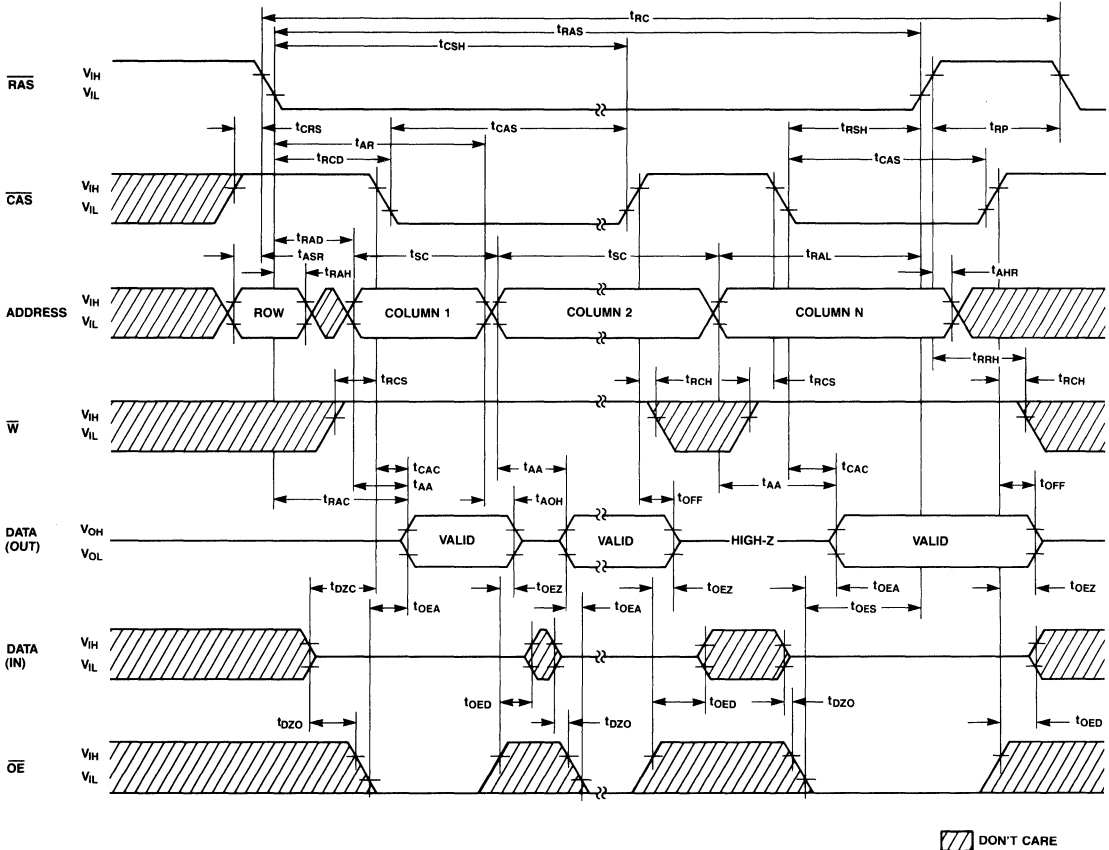 tRC
tRAS
tCSH
RAS
VIH
VIL
tCRS
tCAS
tRSH
tRP
tAR
tRCD
tCAS
CAS
VIH
VIL
tRAD
tASR
tRAH
tSC
tSC
tRAL
tAHR
ADDRESS
VIH
VIL
ROW
COLUMN 1
COLUMN 2
COLUMN N
tRRH
tRCS
tRCH
tRCS
tRCH
W
VIH
VIL
tCAC
tAA
tCAC
tAA
tAA
tRAC
tAOH
tOFF
tOFF
DATA
(OUT)
VOH
VOL
VALID
VALID
HIGH-Z
VALID
tDZC
tOEZ
tOEZ
tOEA
tOEZ
tOEA
tOEA
tOES
DATA
(IN)
VIH
VIL
tOED
tOED
tDZO
tDZO
tDZO
tOED
OE
VIH
VIL
DON'T CARE